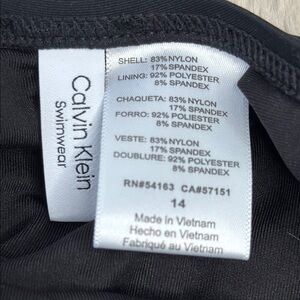 Calvin Klein
Swimwear
SHELL: 83% NYLON
17% SPANDEX
LINING: 92% POLYESTER
8% SPANDEX
CHAQUETA: 83% NYLON
17% SPANDEX
FORRO: 92% POLIESTER
8% SPANDEX
VESTE: 83% NYLON
17% SPANDEX
DOUBLURE: 92% POLYESTER
8% SPANDEX
RN#54163 CA#57151
14
Made in Vietnam
Hecho en Vietnam
Fabriqué au Vietnam